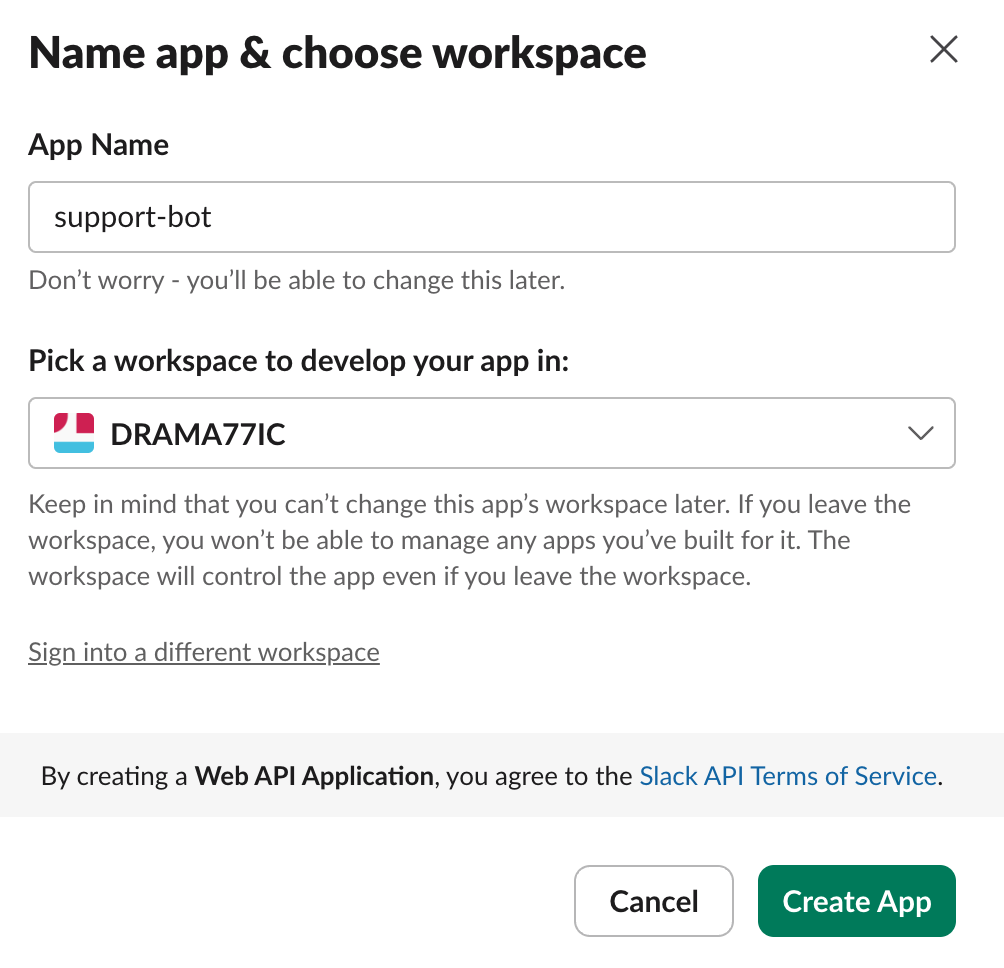 Name app & choose workspace
App Name
support-bot
Don’t worry - you’ll be able to change this later.
Pick a workspace to develop your app in:
DRAMA77IC
Keep in mind that you can’t change this app’s workspace later. If you leave the
workspace, you won’t be able to manage any apps you’ve built for it. The
workspace will control the app even if you leave the workspace.
Sign into a different workspace
By creating a Web API Application, you agree to the Slack API Terms of Service.
Cancel
Create App